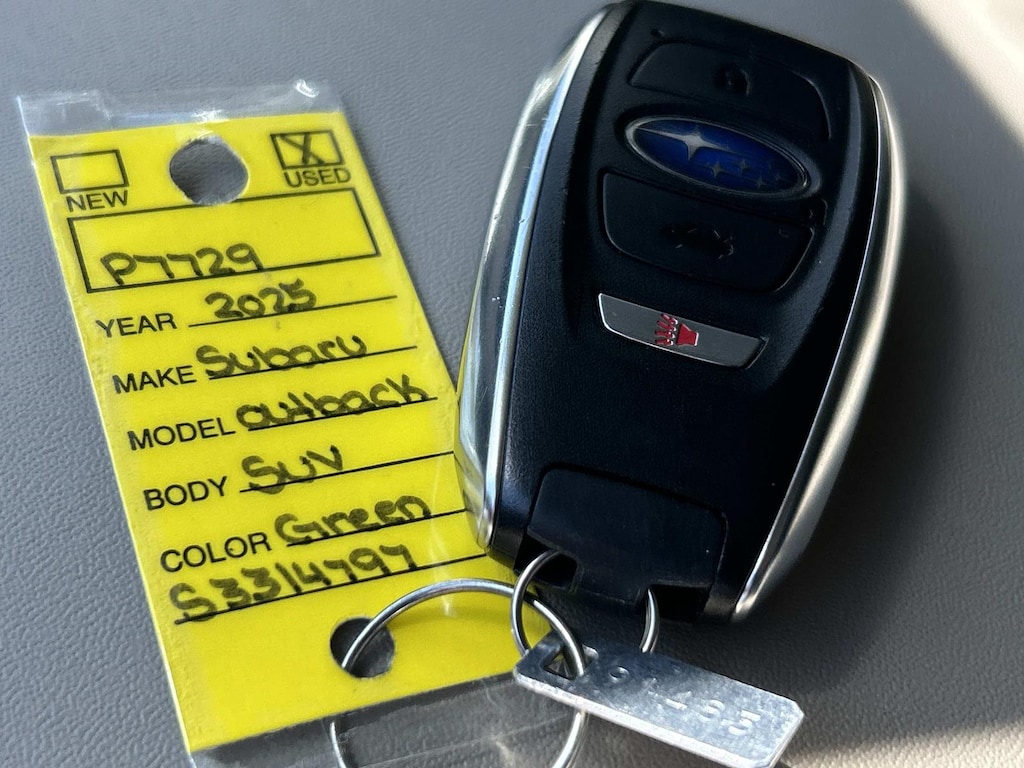 NEW
X USED
P7729
YEAR 2025
MAKE Subaru
MODEL outback
BODY SUV
COLOR Green
S3314797